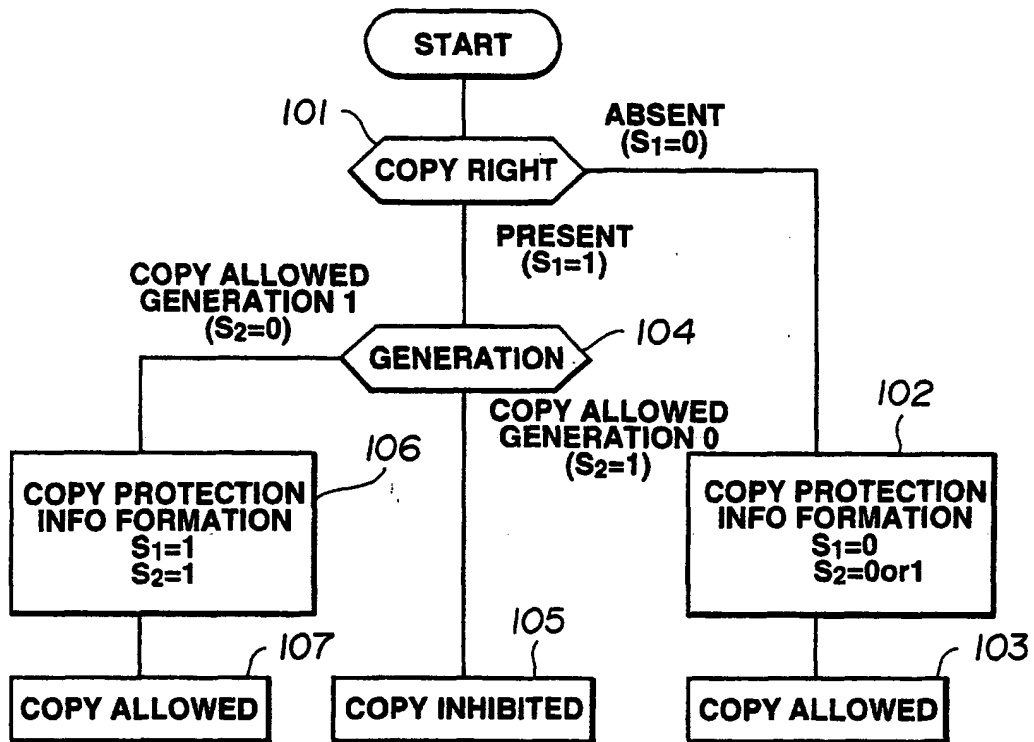 START
101
COPY RIGHT
ABSENT
(S1=0)
PRESENT
(S1=1)
COPY ALLOWED
GENERATION 1
(S2=0)
GENERATION
104
COPY ALLOWED
GENERATION 0
(S2=1)
102
106
COPY PROTECTION
INFO FORMATION
S1=1
S2=1
COPY PROTECTION
INFO FORMATION
S1=0
S2=0or1
107
COPY ALLOWED
105
COPY INHIBITED
103
COPY ALLOWED